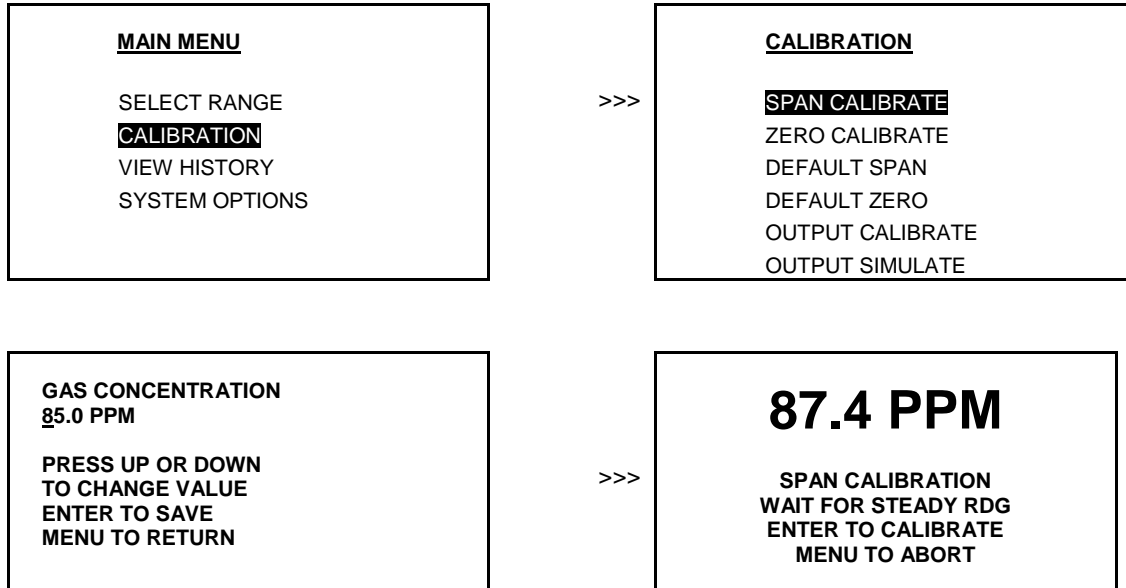 MAIN MENU
SELECT RANGE
CALIBRATION
VIEW HISTORY
SYSTEM OPTIONS
>>>
CALIBRATION
SPAN CALIBRATE
ZERO CALIBRATE
DEFAULT SPAN
DEFAULT ZERO
OUTPUT CALIBRATE
OUTPUT SIMULATE
GAS CONCENTRATION
85.0 PPM
PRESS UP OR DOWN
TO CHANGE VALUE
ENTER TO SAVE
MENU TO RETURN
>>>
87.4 PPM
SPAN CALIBRATION
WAIT FOR STEADY RDG
ENTER TO CALIBRATE
MENU TO ABORT